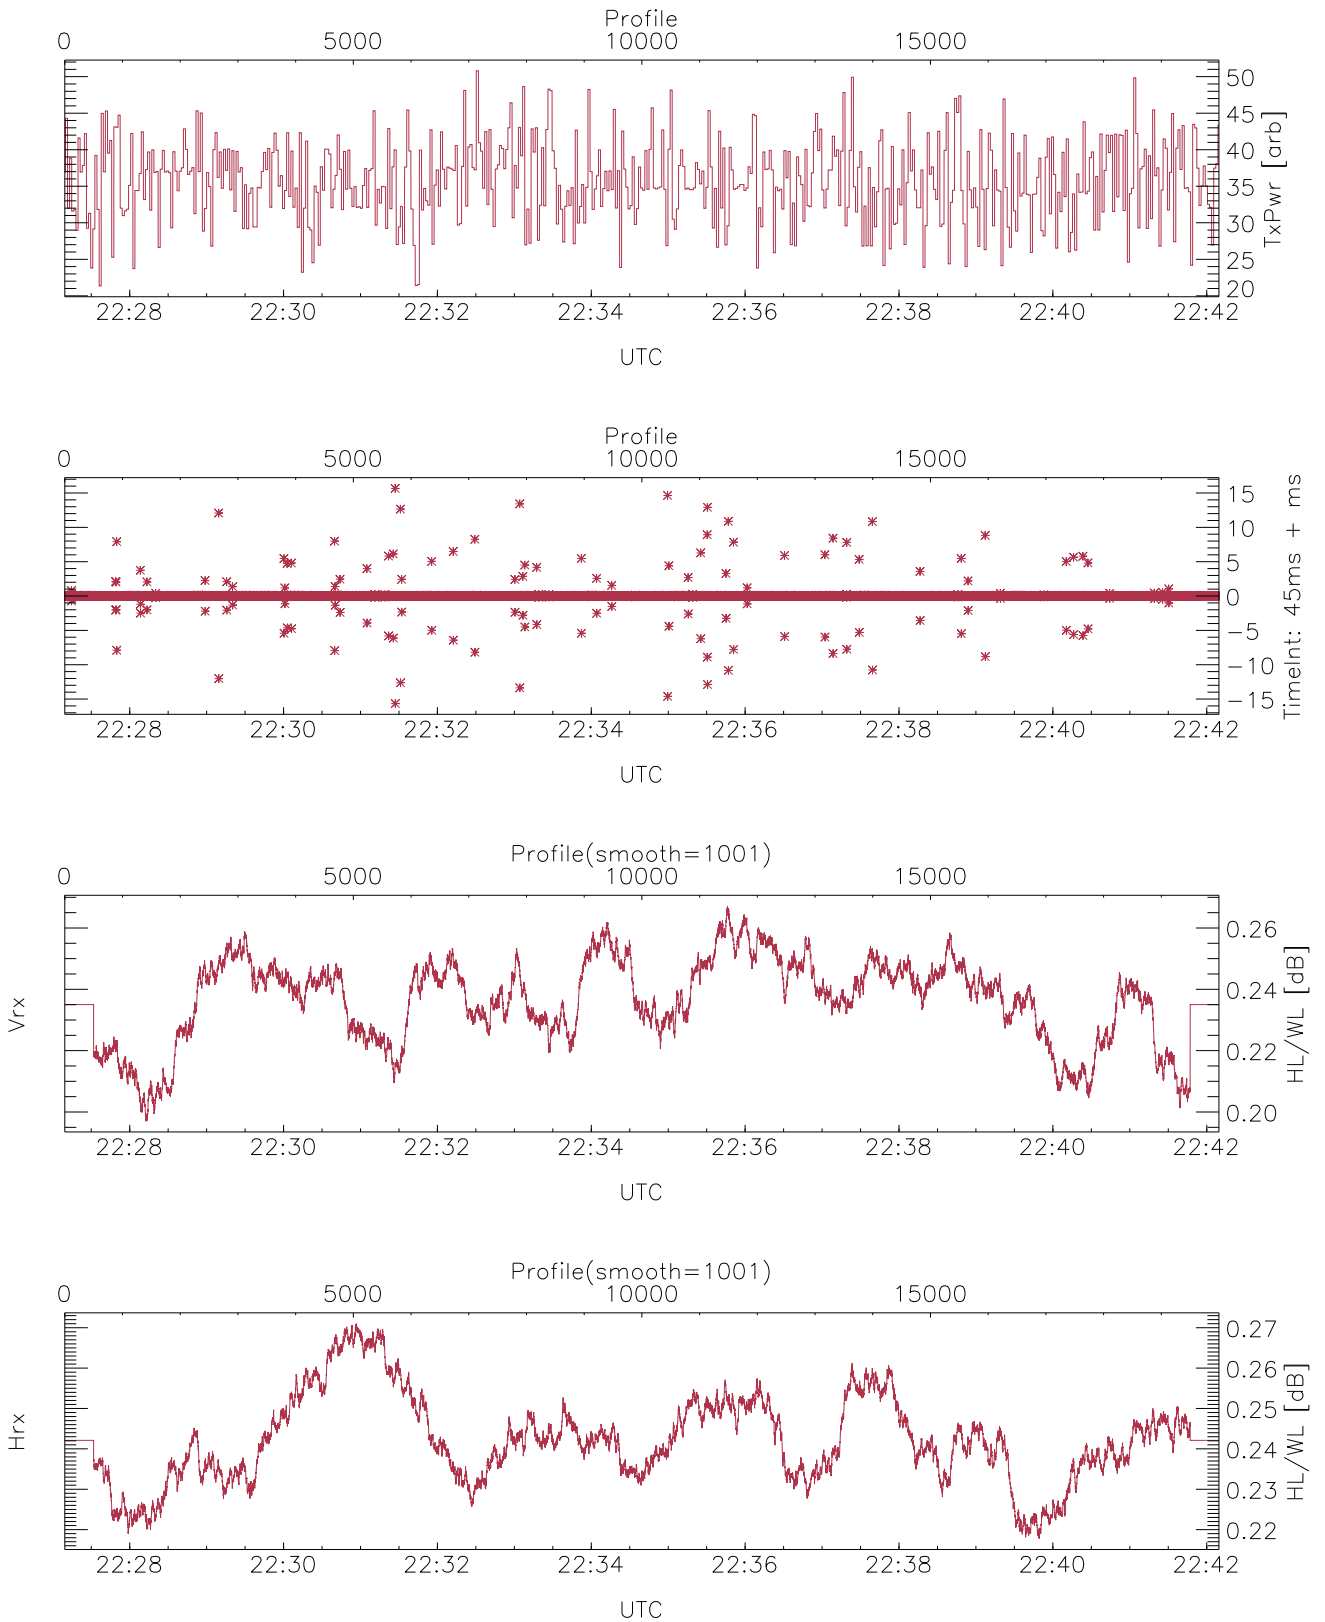 Profile
0 5000 10000 15000
50
45
40
35
30
25
20
TxPwr [arb]
22:28 22:30 22:32 22:34 22:36 22:38 22:40 22:42
UTC
Profile
0 5000 10000 15000
15
10
5
0
-5
-10
-15
TimeInt: 45ms + ms
22:28 22:30 22:32 22:34 22:36 22:38 22:40 22:42
UTC
Profile(smooth=1001)
0 5000 10000 15000
Vrx
0.26
0.24
0.22
0.20
HL/WL [dB]
22:28 22:30 22:32 22:34 22:36 22:38 22:40 22:42
UTC
Profile(smooth=1001)
0 5000 10000 15000
Hrx
0.27
0.26
0.25
0.24
0.23
0.22
HL/WL [dB]
22:28 22:30 22:32 22:34 22:36 22:38 22:40 22:42
UTC